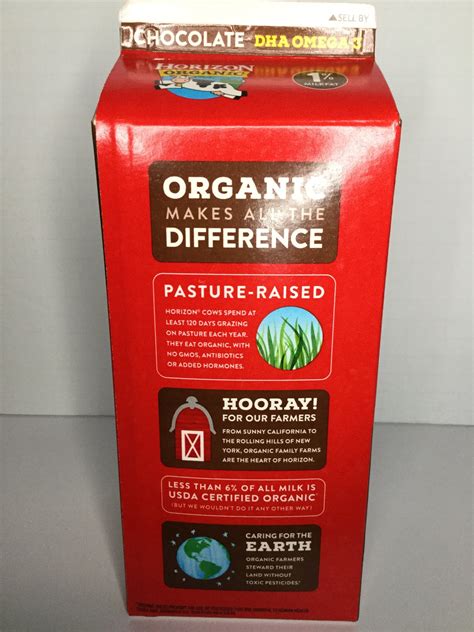 ▲SELL BY
CHOCOLATE - DHA OMEGA-3
HORIZON
ORGANIC
1%
MILKFAT
ORGANIC
MAKES ALL THE
DIFFERENCE
PASTURE-RAISED
HORIZON® COWS SPEND AT
LEAST 120 DAYS GRAZING
ON PASTURE EACH YEAR.
THEY EAT ORGANIC, WITH
NO GMOS, ANTIBIOTICS
OR ADDED HORMONES.
HOORAY!
FOR OUR FARMERS
FROM SUNNY CALIFORNIA TO
THE ROLLING HILLS OF NEW
YORK, ORGANIC FAMILY FARMS
ARE THE HEART OF HORIZON.
LESS THAN 6% OF ALL MILK IS
USDA CERTIFIED ORGANIC
(BUT WE WOULDN'T DO IT ANY OTHER WAY)
CARING FOR THE
EARTH
ORGANIC FARMERS
STEWARD THEIR
LAND WITHOUT
TOXIC PESTICIDES.